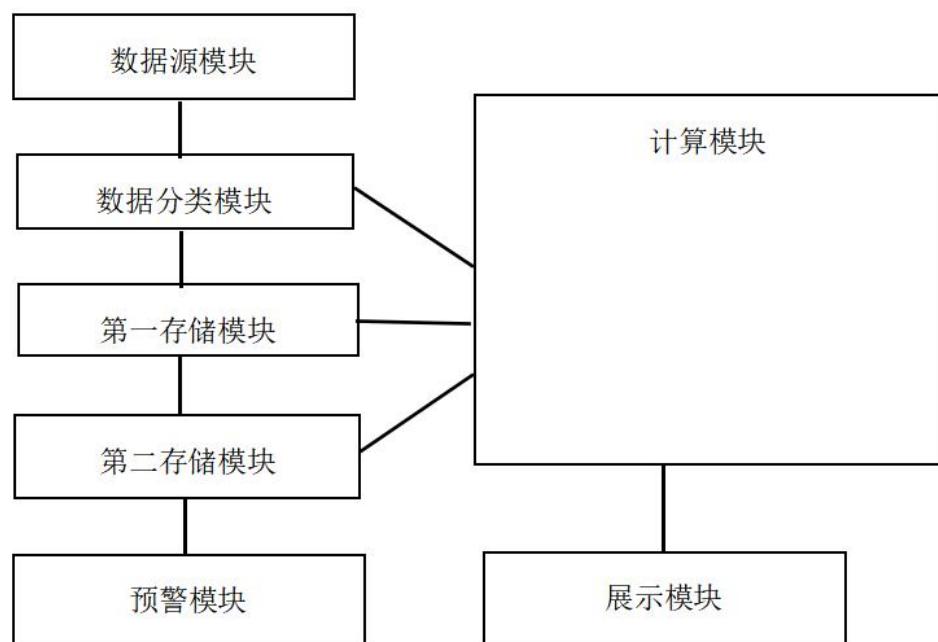 数据源模块
数据分类模块
第一存储模块
第二存储模块
预警模块
计算模块
展示模块